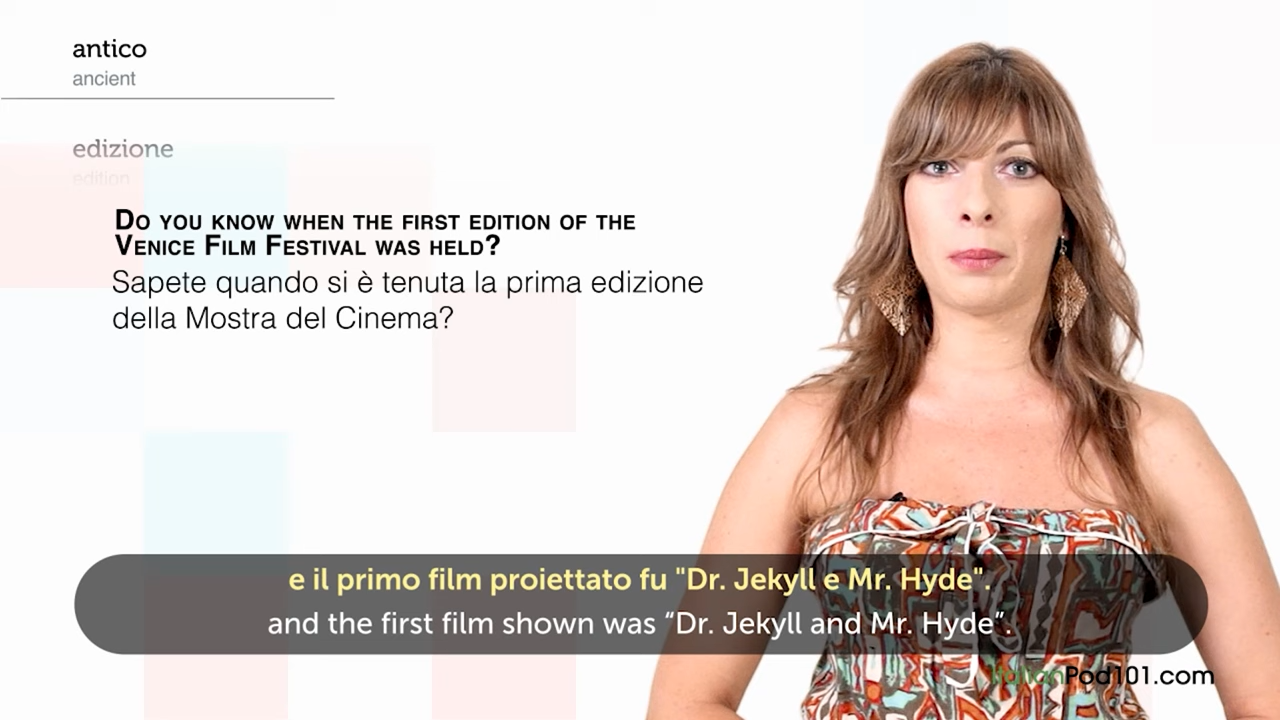 antico
ancient
edizione
edition
Do you know when the first edition of the
Venice Film Festival was held?
Sapete quando si è tenuta la prima edizione
della Mostra del Cinema?
e il primo film proiettato fu "Dr. Jekyll e Mr. Hyde".
and the first film shown was “Dr. Jekyll and Mr. Hyde”.
ItalianPod101.com